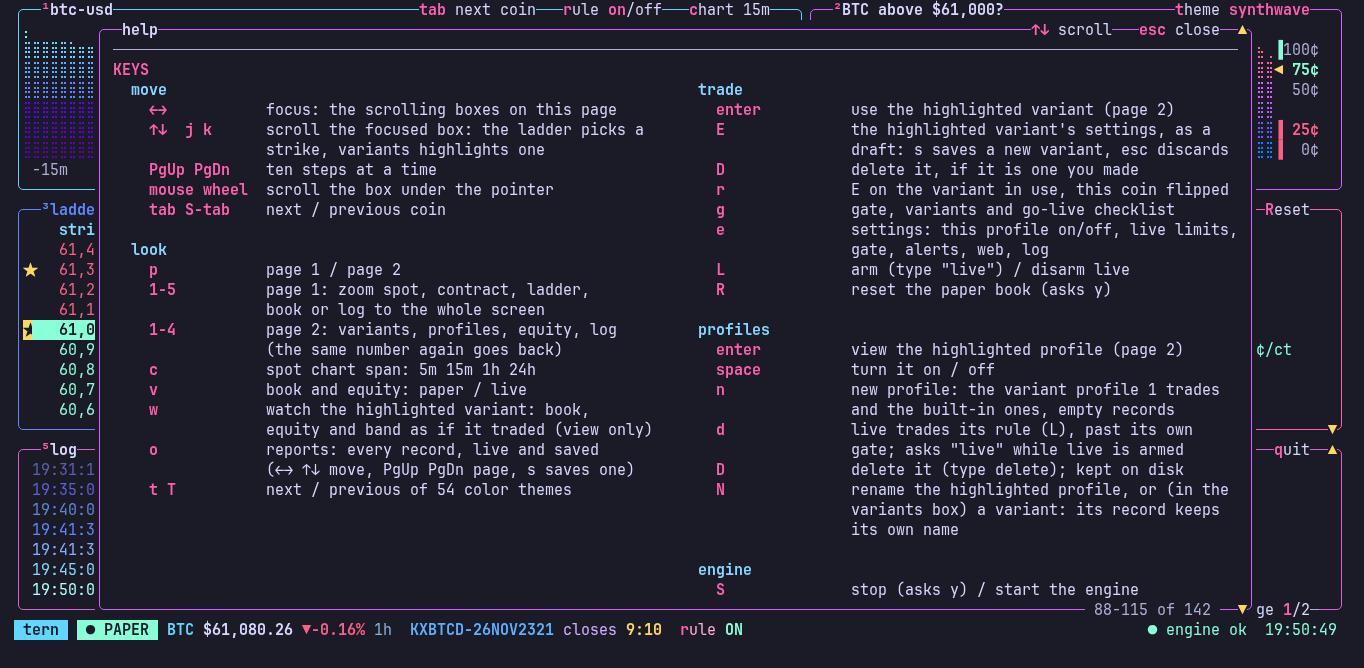 ¹btc-usd tab next coin rule on/off chart 15m ²BTC above $61,000? theme synthwave
help ↑↓ scroll esc close ▲
100¢
KEYS ◀ 75¢
move trade 50¢
↔ focus: the scrolling boxes on this page enter use the highlighted variant (page 2)
↑↓ j k scroll the focused box: the ladder picks a E the highlighted variant's settings, as a 25¢
strike, variants highlights one draft: s saves a new variant, esc discards 0¢
-15m PgUp PgDn ten steps at a time D delete it, if it is one you made
mouse wheel scroll the box under the pointer r E on the variant in use, this coin flipped
³ladde tab S-tab next / previous coin g gate, variants and go-live checklist Reset
stri e settings: this profile on/off, live limits,
61,4 look gate, alerts, web, log
★ 61,3 p page 1 / page 2 L arm (type "live") / disarm live
61,2 1-5 page 1: zoom spot, contract, ladder, R reset the paper book (asks y)
61,1 book or log to the whole screen
★ 61,0 1-4 page 2: variants, profiles, equity, log profiles
60,9 (the same number again goes back) enter view the highlighted profile (page 2) ¢/ct
60,8 c spot chart span: 5m 15m 1h 24h space turn it on / off
60,7 v book and equity: paper / live n new profile: the variant profile 1 trades
60,6 w watch the highlighted variant: book, and the built-in ones, empty records
equity and band as if it traded (view only) d live trades its rule (L), past its own ▼
⁵log o reports: every record, live and saved gate; asks "live" while live is armed quit ▲
19:31:1 (↔ ↑↓ move, PgUp PgDn page, s saves one) D delete it (type delete); kept on disk
19:35:0 t T next / previous of 54 color themes N rename the highlighted profile, or (in the
19:40:0 variants box) a variant: its record keeps
19:41:3 its own name
19:41:3
19:45:0 engine
19:50:0 S stop (asks y) / start the engine
88-115 of 142 ▼ ge 1/2
tern ● PAPER BTC $61,080.26 ▼-0.16% 1h KXBTCD-26NOV2321 closes 9:10 rule ON ● engine ok 19:50:49